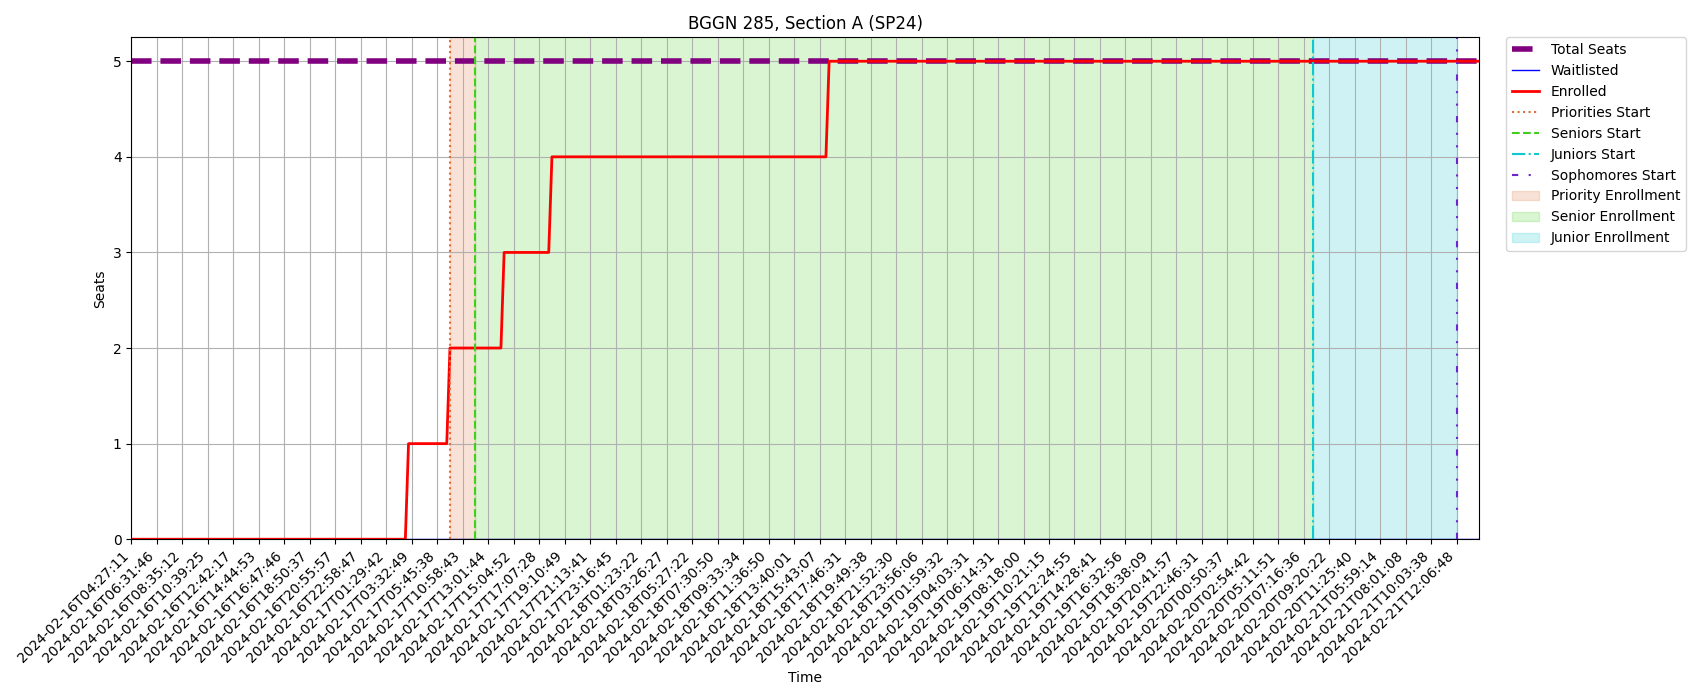 BGGN 285, Section A (SP24)
Total Seats
Waitlisted
Enrolled
Priorities Start
Seniors Start
Juniors Start
Sophomores Start
Priority Enrollment
Senior Enrollment
Junior Enrollment
Seats
5
4
3
2
1
0
2024-02-16T04:27:11
2024-02-16T06:31:46
2024-02-16T08:35:12
2024-02-16T10:39:25
2024-02-16T12:42:17
2024-02-16T14:44:53
2024-02-16T16:47:46
2024-02-16T18:50:37
2024-02-16T20:55:57
2024-02-16T22:58:47
2024-02-17T01:29:42
2024-02-17T03:32:49
2024-02-17T05:45:38
2024-02-17T10:58:43
2024-02-17T13:01:44
2024-02-17T15:04:52
2024-02-17T17:07:28
2024-02-17T19:10:49
2024-02-17T21:13:41
2024-02-17T23:16:45
2024-02-18T01:23:22
2024-02-18T03:26:27
2024-02-18T05:27:22
2024-02-18T07:30:50
2024-02-18T09:33:34
2024-02-18T11:36:50
2024-02-18T13:40:01
2024-02-18T15:43:07
2024-02-18T17:46:31
2024-02-18T19:49:38
2024-02-18T21:52:30
2024-02-18T23:56:06
2024-02-19T01:59:32
2024-02-19T04:03:31
2024-02-19T06:14:31
2024-02-19T08:18:00
2024-02-19T10:21:15
2024-02-19T12:24:55
2024-02-19T14:28:41
2024-02-19T16:32:56
2024-02-19T18:38:09
2024-02-19T20:41:57
2024-02-19T22:46:31
2024-02-20T00:50:37
2024-02-20T02:54:42
2024-02-20T05:11:51
2024-02-20T07:16:36
2024-02-20T09:20:22
2024-02-20T11:25:40
2024-02-21T05:59:14
2024-02-21T08:01:08
2024-02-21T10:03:38
2024-02-21T12:06:48
Time